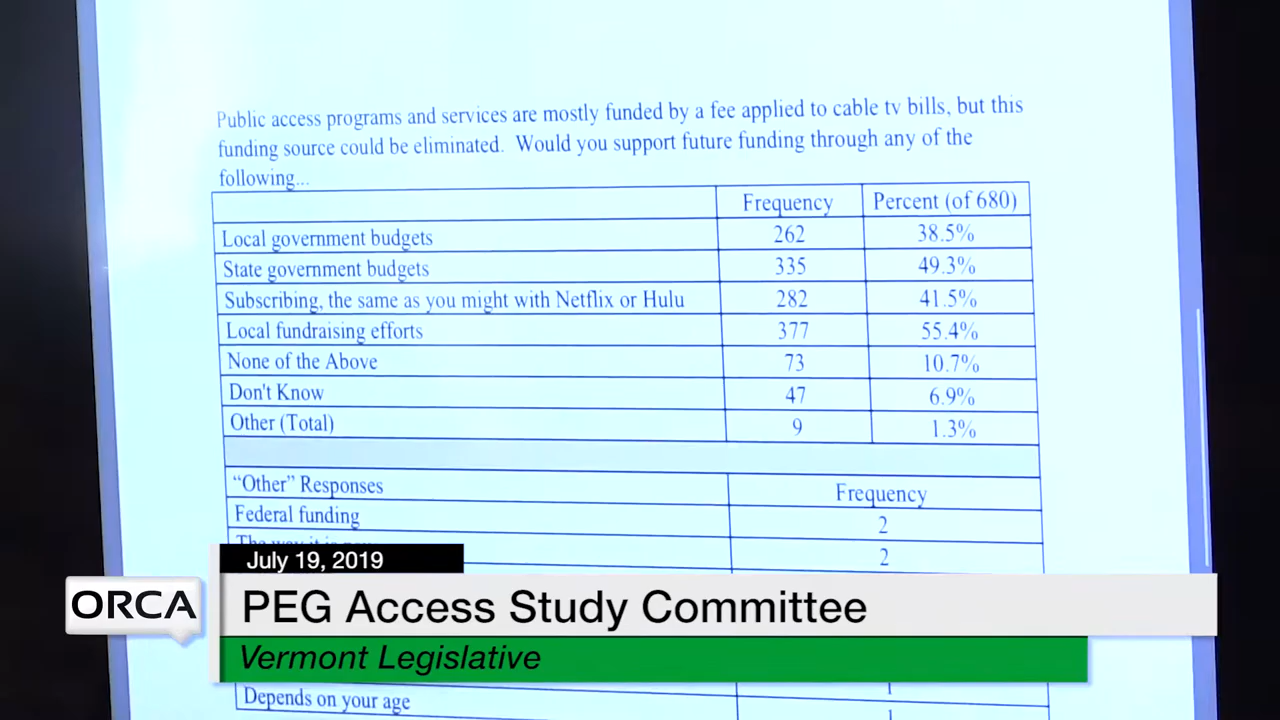 Public access programs and services are mostly funded by a fee applied to cable tv bills, but this
funding source could be eliminated. Would you support future funding through any of the
following...
Frequency Percent (of 680)
Local government budgets 262 38.5%
State government budgets 335 49.3%
Subscribing, the same as you might with Netflix or Hulu 282 41.5%
Local fundraising efforts 377 55.4%
None of the Above 73 10.7%
Don't Know 47 6.9%
Other (Total) 9 1.3%
“Other” Responses Frequency
Federal funding 2
The way it is 2
July 19, 2019
ORCA
PEG Access Study Committee
Vermont Legislative
Depends on your age